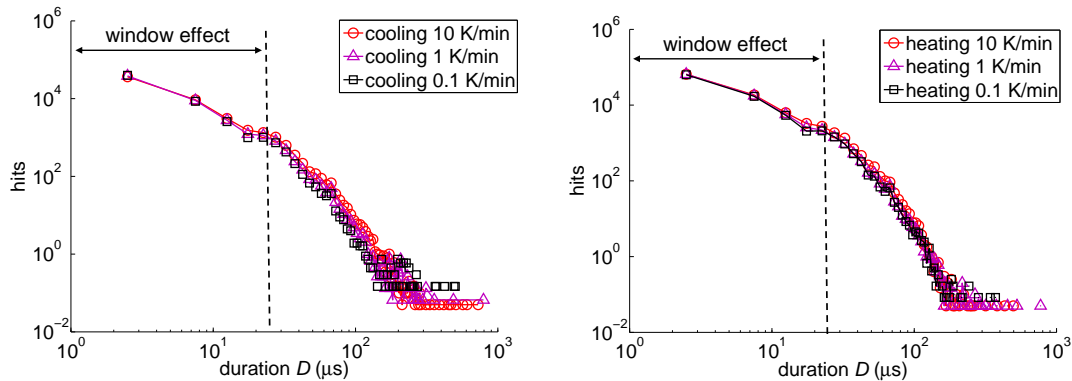 10^6
10^4
10^2
10^0
10^-2
hits
window effect
cooling 10 K/min
cooling 1 K/min
cooling 0.1 K/min
10^0
10^1
10^2
10^3
duration D (μs)
10^6
10^4
10^2
10^0
10^-2
hits
window effect
heating 10 K/min
heating 1 K/min
heating 0.1 K/min
10^0
10^1
10^2
10^3
duration D (μs)